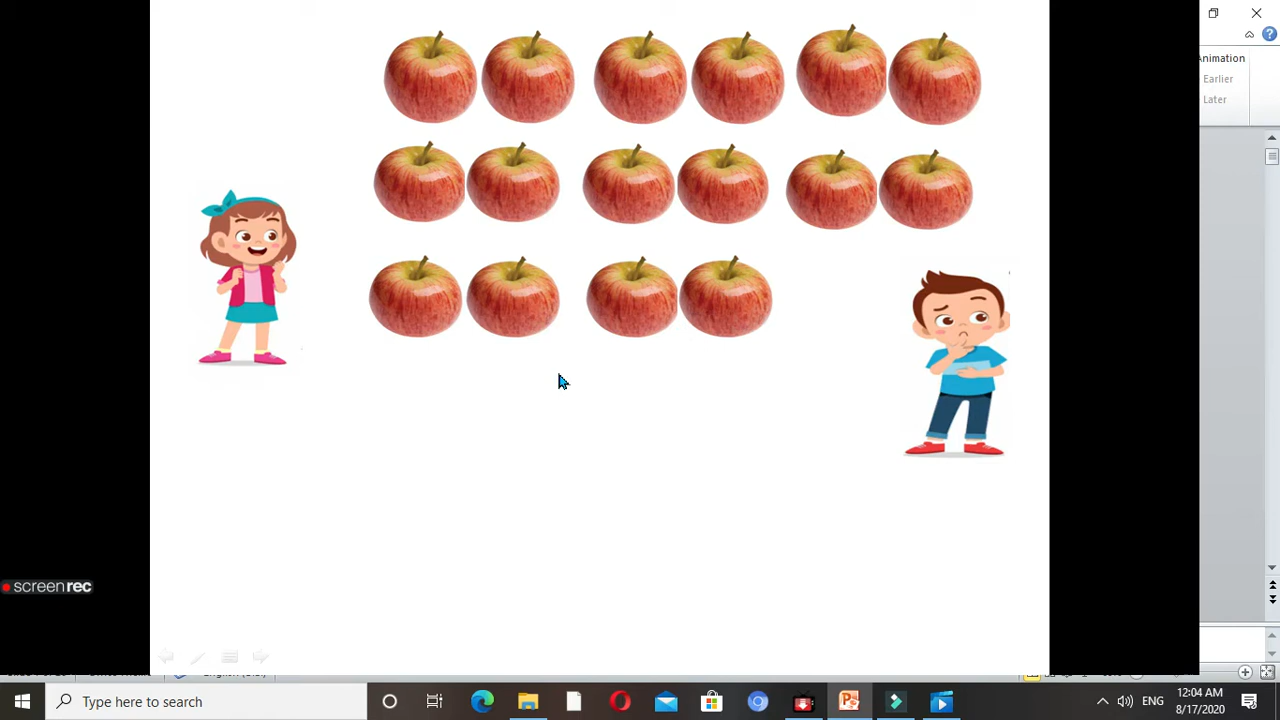 Animation
Earlier
Later
screenrec
Type here to search
ENG
12:04 AM
8/17/2020